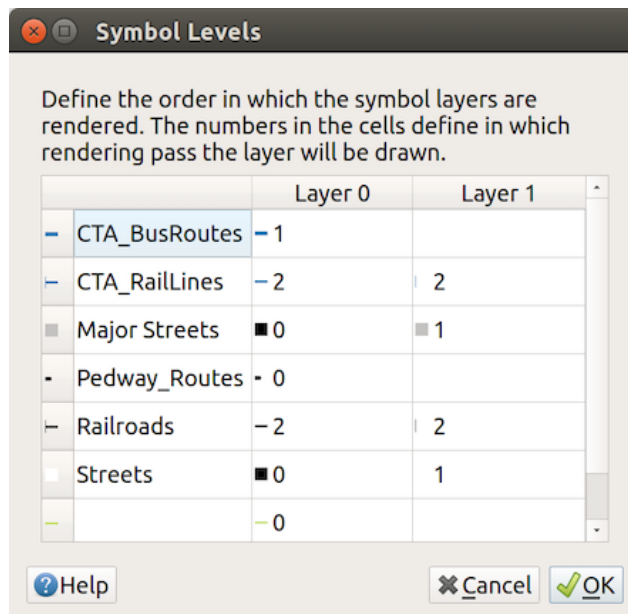 Symbol Levels
Define the order in which the symbol layers are
rendered. The numbers in the cells define in which
rendering pass the layer will be drawn.
Layer 0 Layer 1
CTA_BusRoutes 1
CTA_RailLines 2 2
Major Streets 0 1
Pedway_Routes 0
Railroads 2 2
Streets 0 1
0
Help Cancel OK